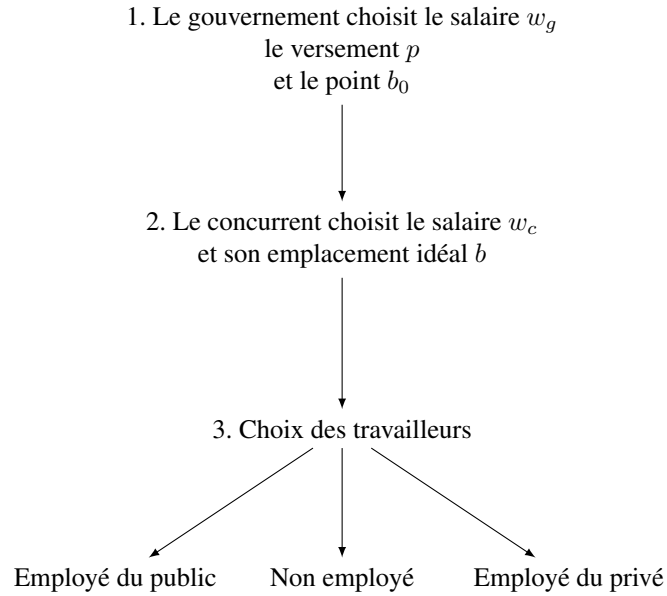 1. Le gouvernement choisit le salaire w_g
le versement p
et le point b_0
2. Le concurrent choisit le salaire w_c
et son emplacement idéal b
3. Choix des travailleurs
Employé du public Non employé Employé du privé